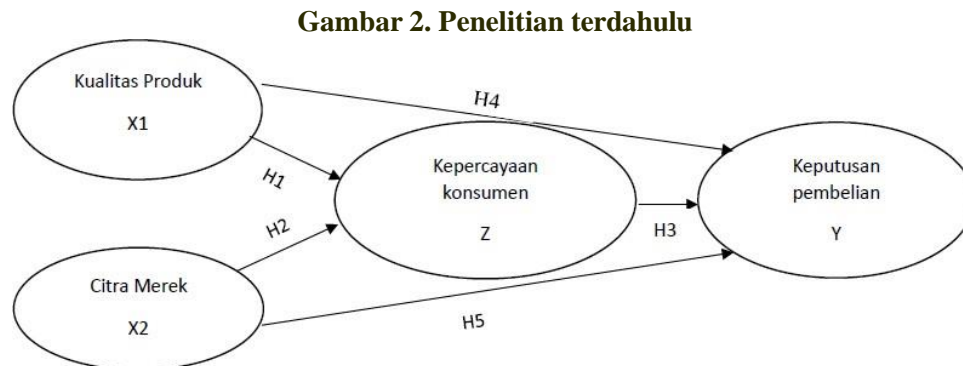 Gambar 2. Penelitian terdahulu
Kualitas Produk
X1
H4
H1
Kepercayaan
konsumen
Z
Keputusan
pembelian
Y
H3
H2
Citra Merek
X2
H5